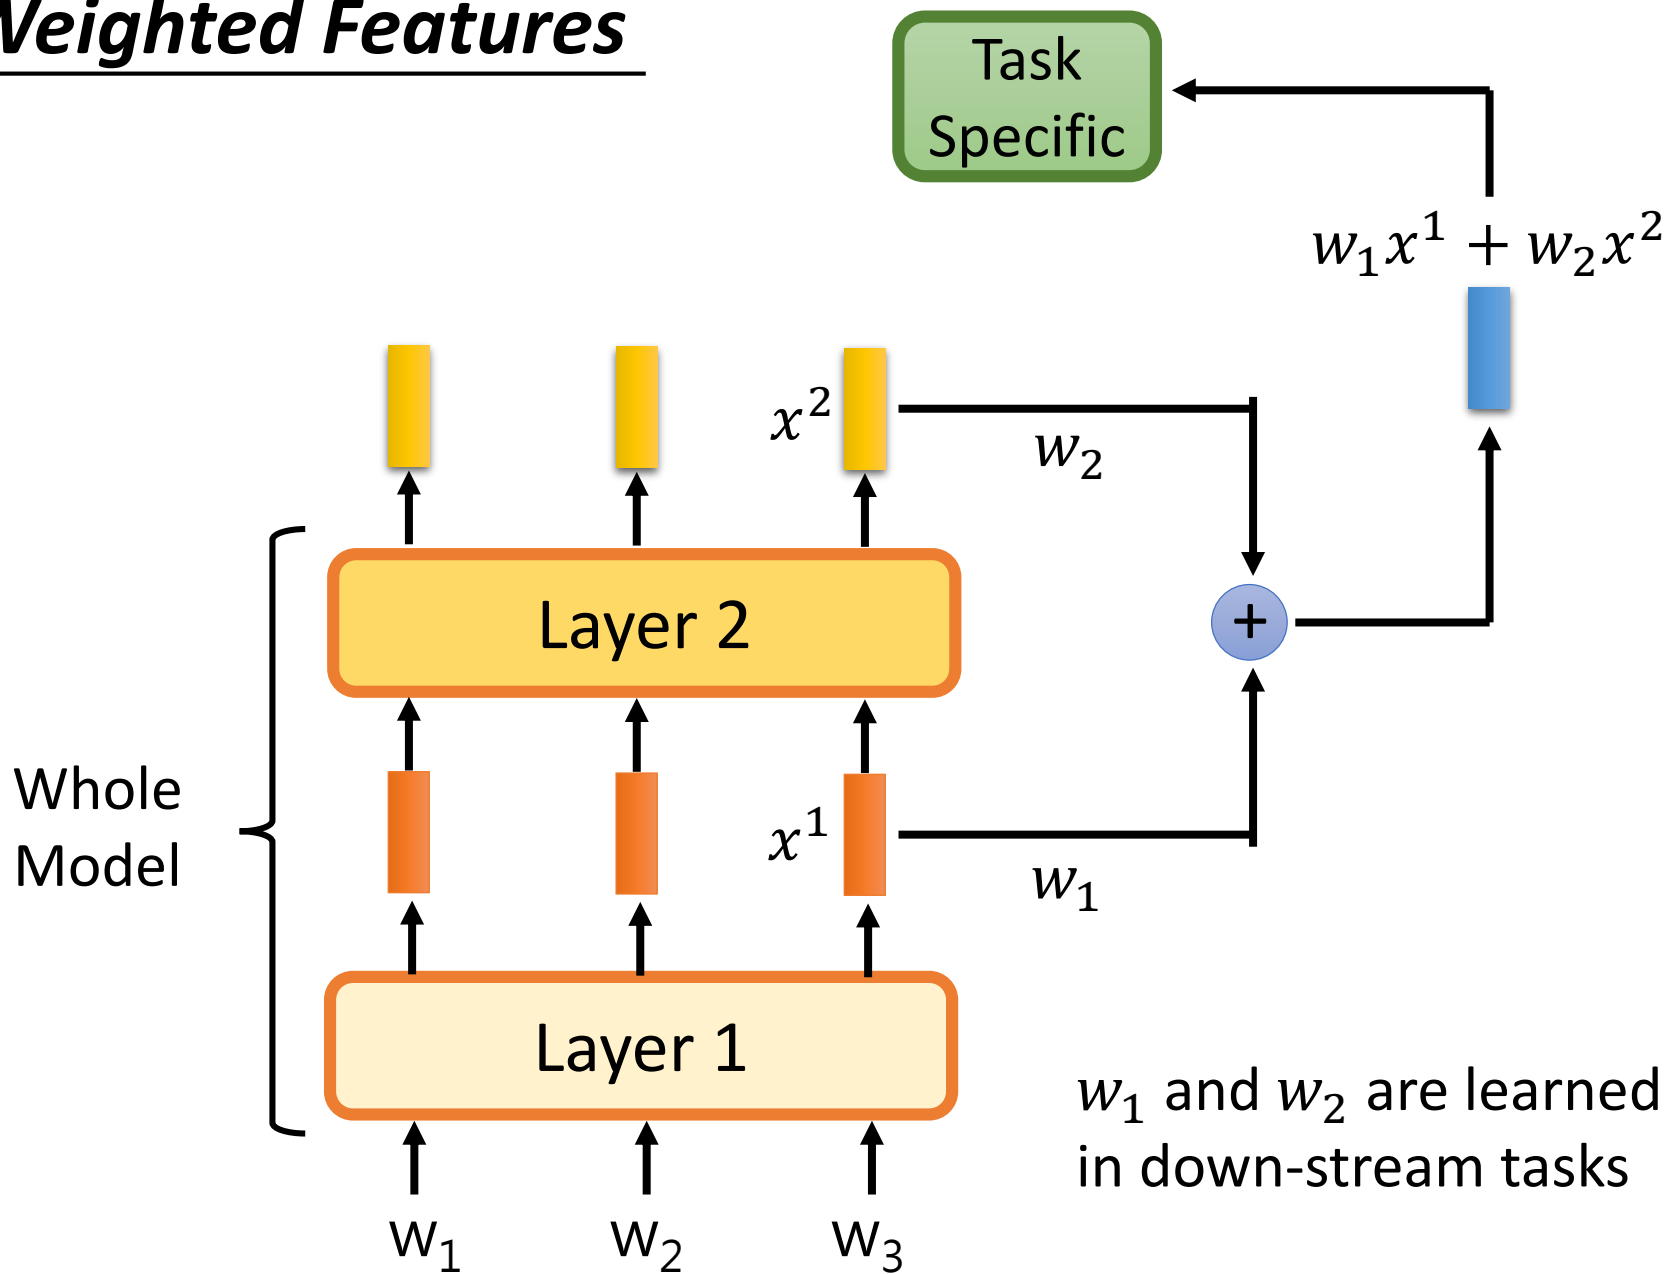 Weighted Features
Task
Specific
w₁x¹ + w₂x²
x²
w₂
Layer 2
+
Whole
Model
x¹
w₁
Layer 1
w₁ and w₂ are learned
in down-stream tasks
w₁ w₂ w₃